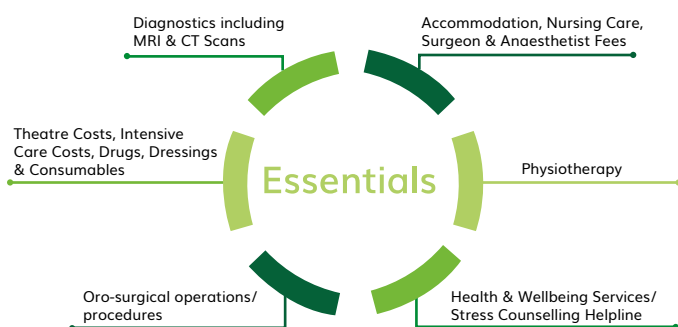 Diagnostics including
MRI & CT Scans
Accommodation, Nursing Care,
Surgeon & Anaesthetist Fees
Theatre Costs, Intensive
Care Costs, Drugs, Dressings
& Consumables
Essentials
Physiotherapy
Oro-surgical operations/
procedures
Health & Wellbeing Services/
Stress Counselling Helpline